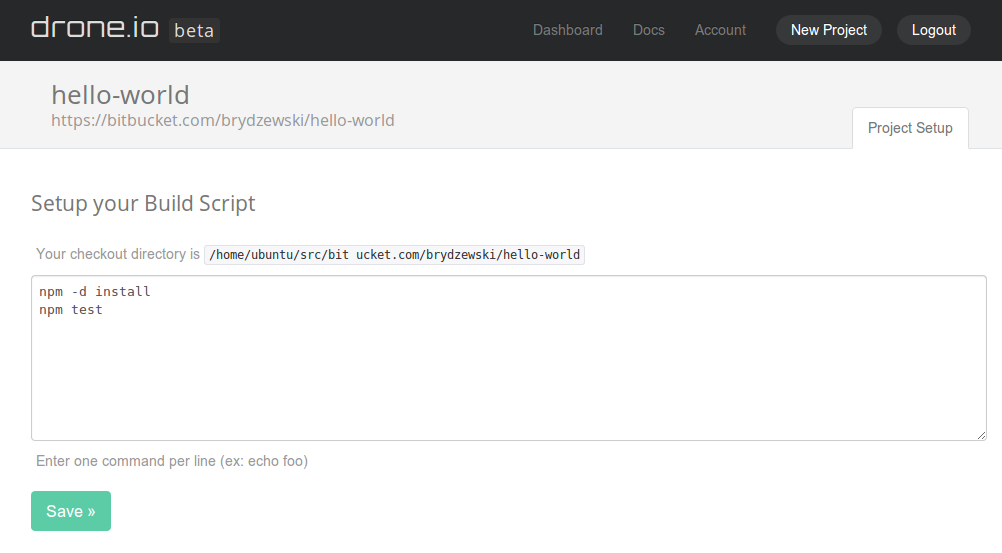 drone.io beta
Dashboard Docs Account New Project Logout
hello-world
https://bitbucket.com/brydzewski/hello-world
Project Setup
Setup your Build Script
Your checkout directory is /home/ubuntu/src/bit ucket.com/brydzewski/hello-world
npm -d install
npm test
Enter one command per line (ex: echo foo)
Save »